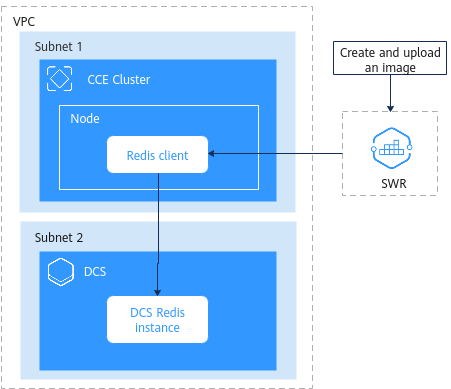 VPC
Subnet 1
CCE Cluster
Node
Redis client
Create and upload
an image
SWR
Subnet 2
DCS
DCS Redis
instance